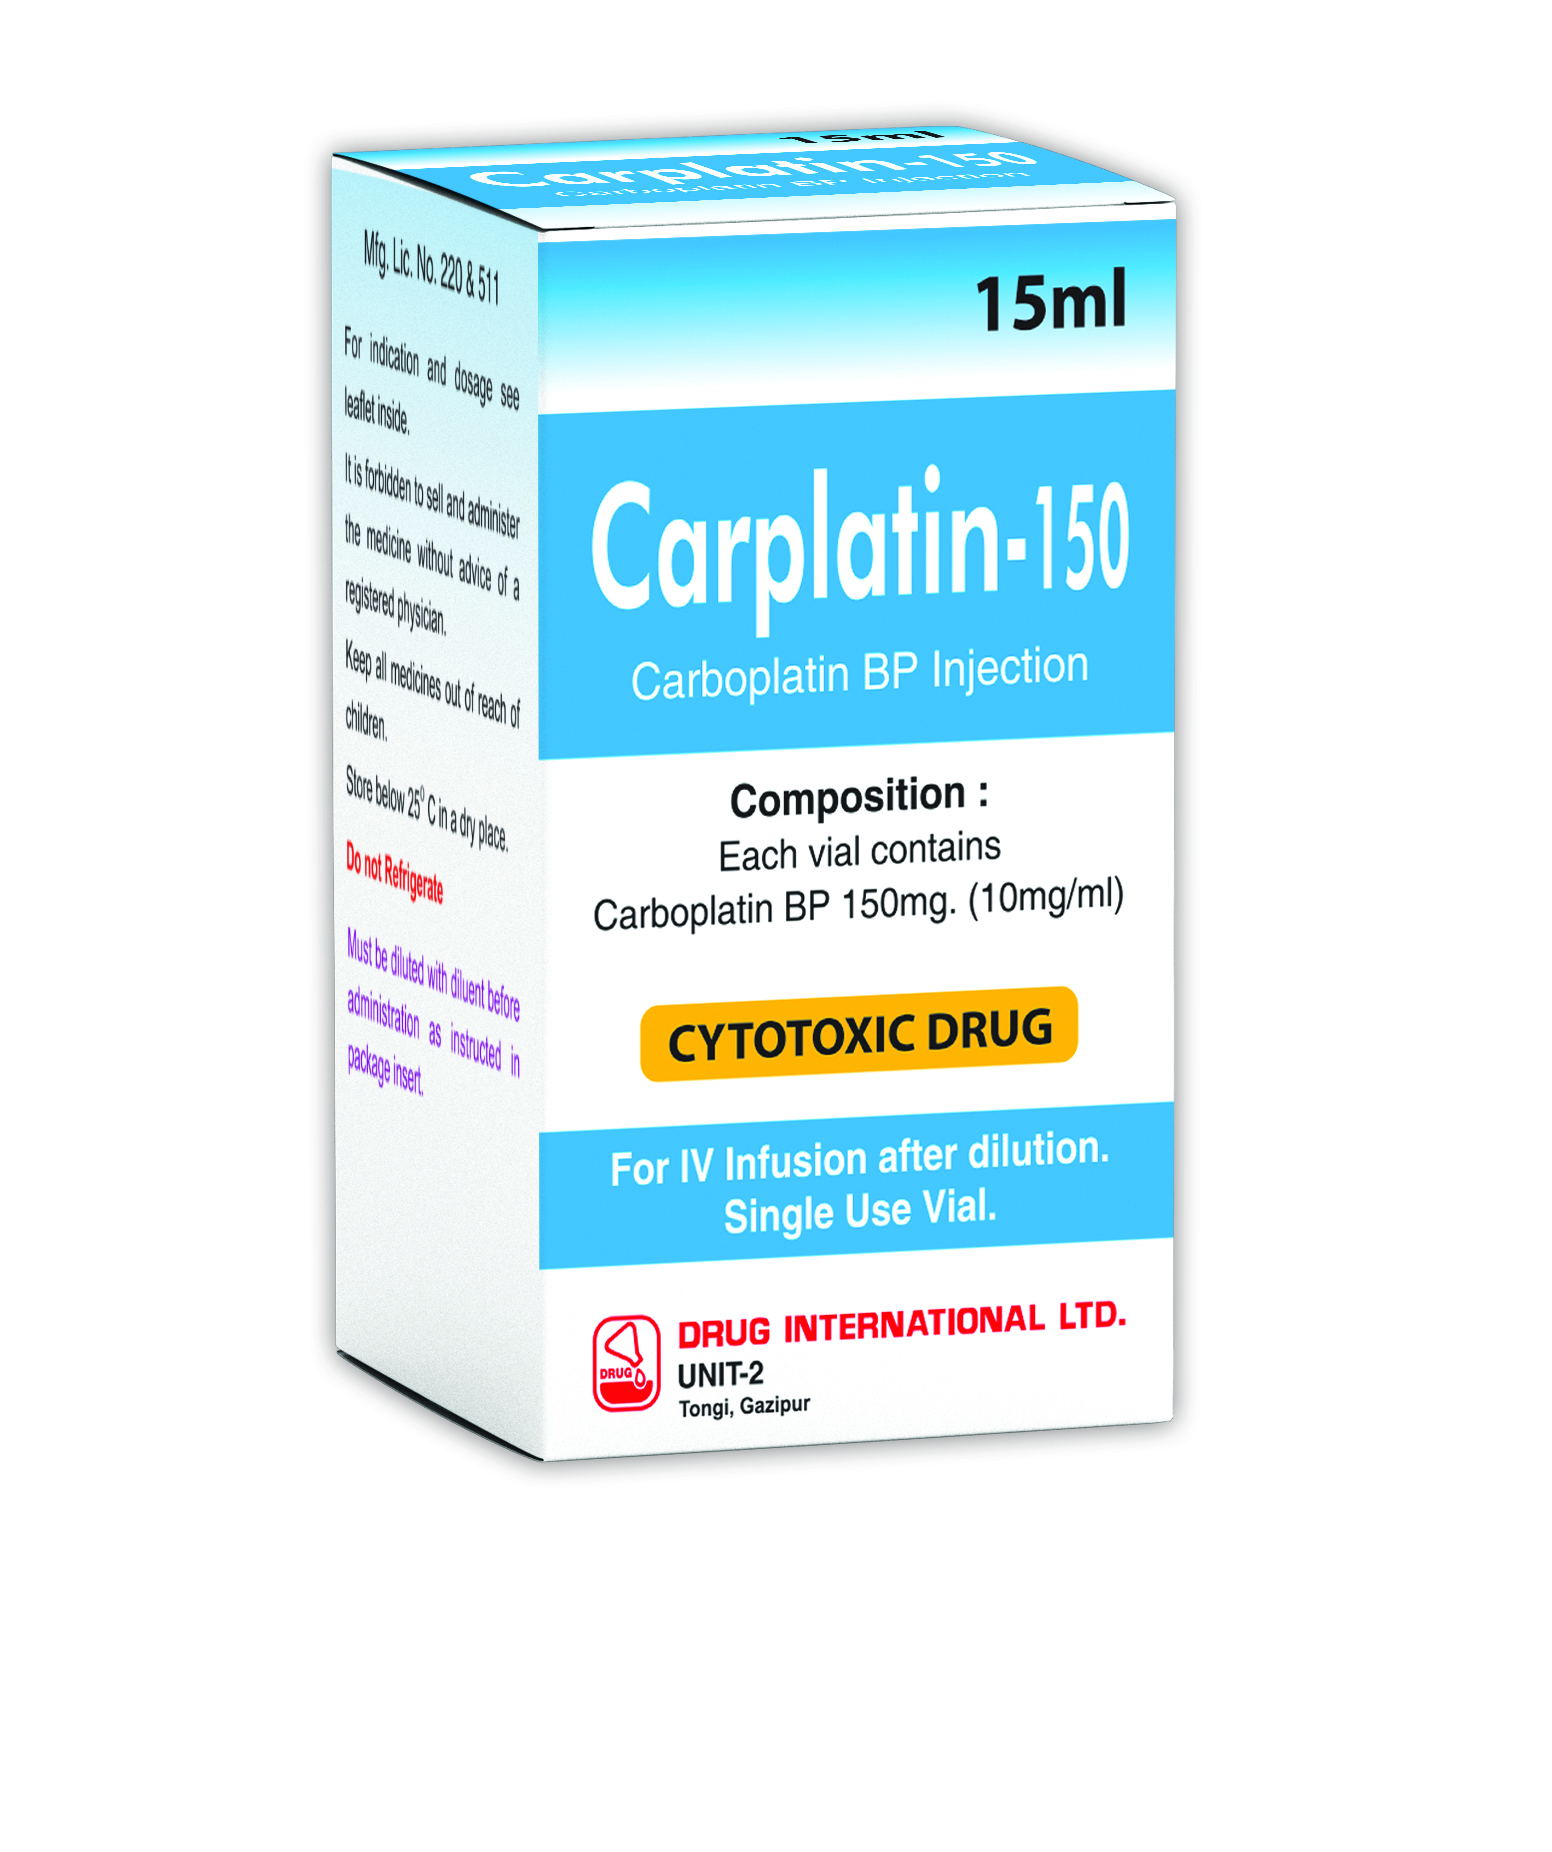 15ml
Carplatin-150
Carboplatin BP Injection
Mfg. Lic. No. 220 & 511
For indication and dosage see
leaflet inside.
It is forbidden to sell and administer
the medicine without advice of a
registered physician.
Keep all medicines out of reach of
children.
Store below 25⁰ C in a dry place.
Do not Refrigerate
Must be diluted with diluent before
administration as instructed in
package insert.
15ml
Carplatin-150
Carboplatin BP Injection
Composition :
Each vial contains
Carboplatin BP 150mg. (10mg/ml)
CYTOTOXIC DRUG
For IV Infusion after dilution.
Single Use Vial.
DRUG
DRUG INTERNATIONAL LTD.
UNIT-2
Tongi, Gazipur